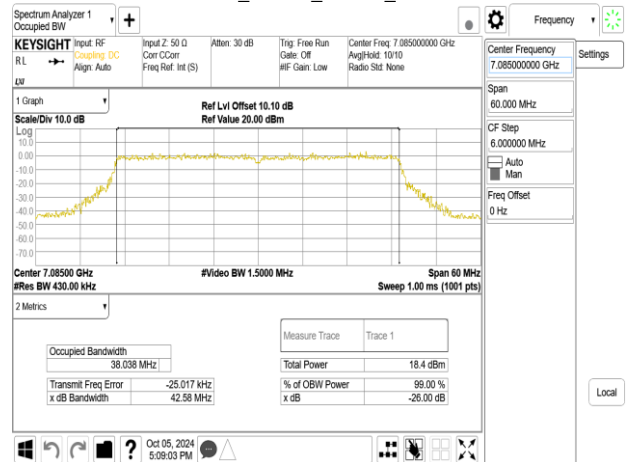 Spectrum Analyzer 1
Occupied BW
+
Frequency
KEYSIGHT
Input: RF
Input Z: 50 Ω
Atten: 30 dB
Trig: Free Run
Center Freq: 7.085000000 GHz
RL
Coupling: DC
Corr CCorr
Gate: Off
Avg|Hold: 10/10
Align: Auto
Freq Ref: Int (S)
#IF Gain: Low
Radio Std: None
LXI
Center Frequency
7.085000000 GHz
Settings
Span
60.000 MHz
CF Step
6.000000 MHz
Auto
Man
Freq Offset
0 Hz
Local
1 Graph
Ref Lvl Offset 10.10 dB
Scale/Div 10.0 dB
Ref Value 20.00 dBm
Log
10.0
0.00
-10.0
-20.0
-30.0
-40.0
-50.0
-60.0
-70.0
Center 7.08500 GHz
#Video BW 1.5000 MHz
Span 60 MHz
#Res BW 430.00 kHz
Sweep 1.00 ms (1001 pts)
2 Metrics
Measure Trace
Trace 1
Occupied Bandwidth
38.038 MHz
Total Power
18.4 dBm
Transmit Freq Error
-25.017 kHz
% of OBW Power
99.00 %
x dB Bandwidth
42.58 MHz
x dB
-26.00 dB
?
Oct 05, 2024
5:09:03 PM